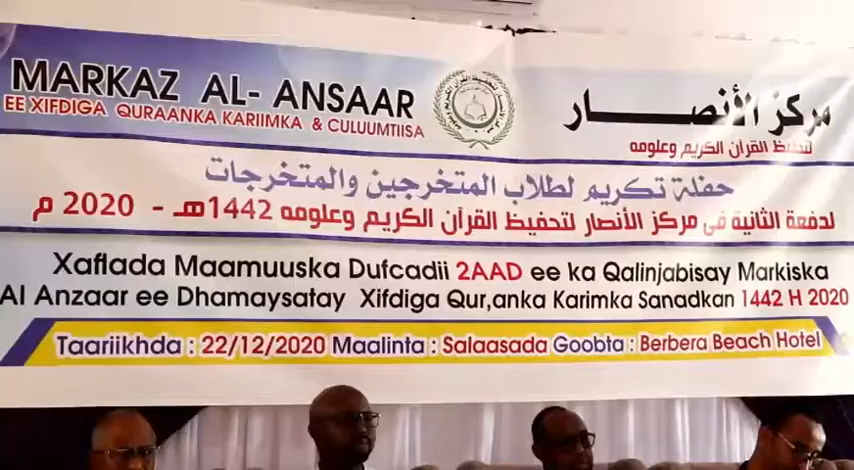 MARKAZ AL- ANSAAR
EE XIFDIGA QURAANKA KARIIMKA & CULUUMTIISA
مركز الأنصار
لتحفيظ القرآن الكريم وعلومه
حفلة تكريم لطلاب المتخرجين والمتخرجات
لدفعة الثانية في مركز الأنصار لتحفيظ القرآن الكريم وعلومه 1442هـ - 2020 م
Xaflada Maamuuska Dufcadii 2AAD ee ka Qalinjabisay Markiska
Al Anzaar ee Dhamaysatay Xifdiga Qur,anka Karimka Sanadkan 1442 H 2020
Taariikhda : 22/12/2020 Maalinta : Salaasada Goobta : Berbera Beach Hotel